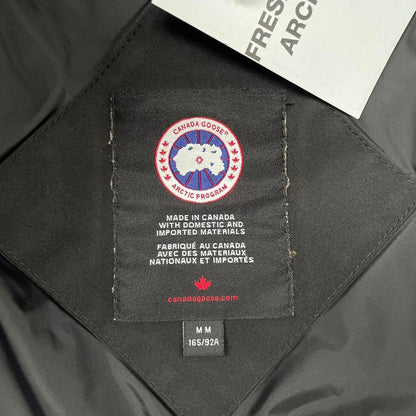 FRES
ARC
CANADA GOOSE®
ARCTIC PROGRAM
MADE IN CANADA
WITH DOMESTIC AND
IMPORTED MATERIALS
FABRIQUÉ AU CANADA
AVEC DES MATERIAUX
NATIONAUX ET IMPORTÉS
canadagoose.com
M M
165/92A